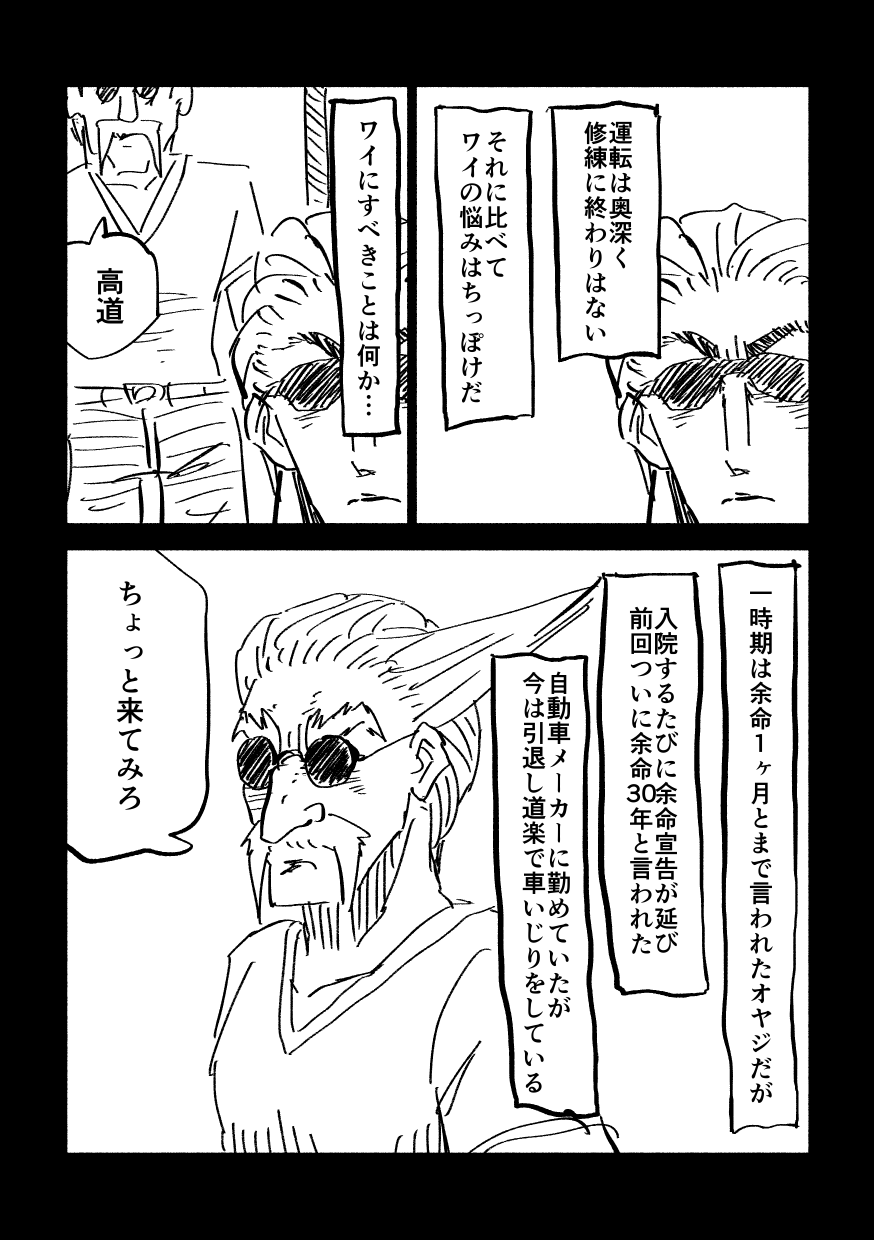 運転は奥深く
修練に終わりはない
それに比べて
ワイの悩みはちっぽけだ
ワイにすべきことは何か…
高道
一時期は余命1ヶ月とまで言われたオヤジだが
入院するたびに余命宣告が延び
前回ついに余命30年と言われた
自動車メーカーに勤めていたが
今は引退し道楽で車いじりをしている
ちょっと来てみろ